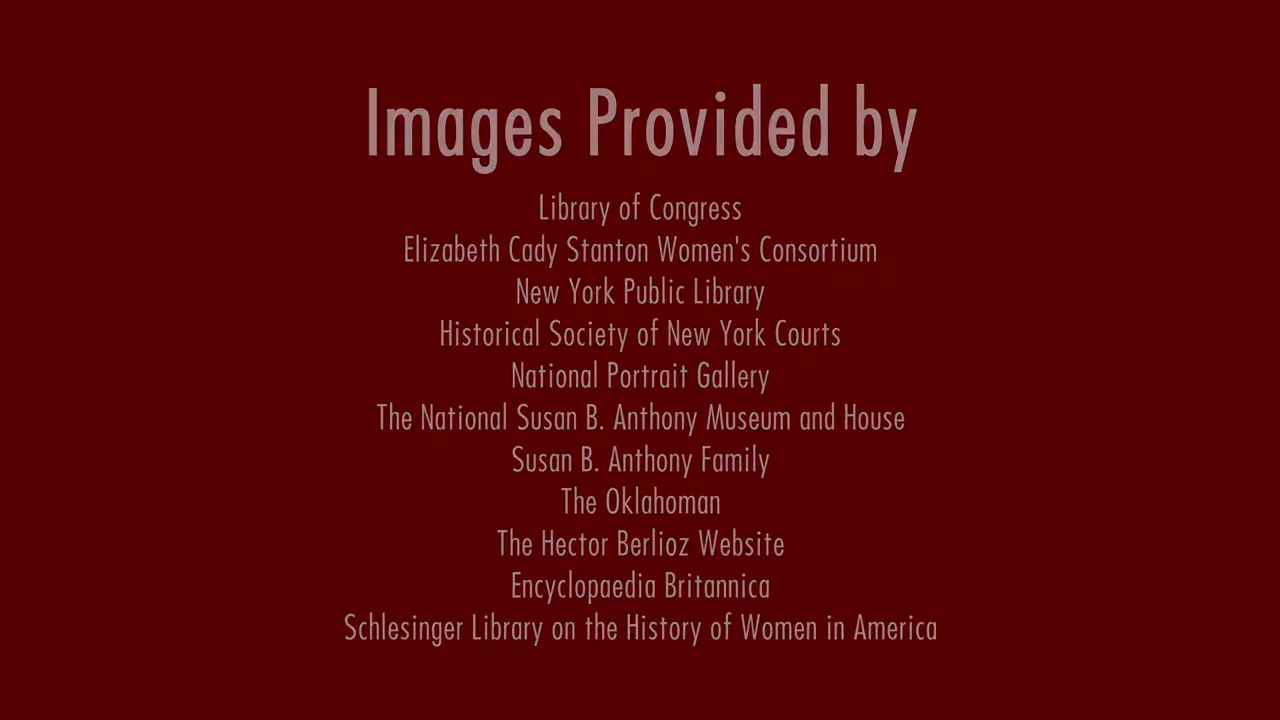 Images Provided by
Library of Congress
Elizabeth Cady Stanton Women's Consortium
New York Public Library
Historical Society of New York Courts
National Portrait Gallery
The National Susan B. Anthony Museum and House
Susan B. Anthony Family
The Oklahoman
The Hector Berlioz Website
Encyclopaedia Britannica
Schlesinger Library on the History of Women in America